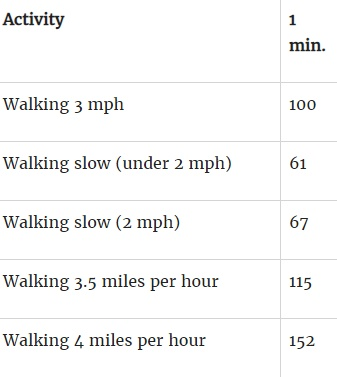 Activity 1
min.
Walking 3 mph 100
Walking slow (under 2 mph) 61
Walking slow (2 mph) 67
Walking 3.5 miles per hour 115
Walking 4 miles per hour 152